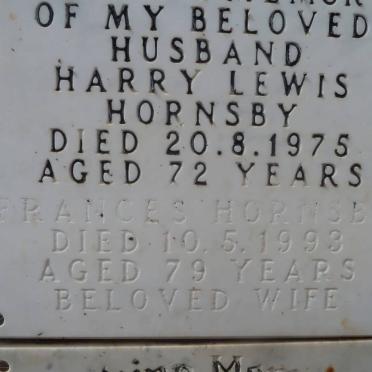 OF MY BELOVED
HUSBAND
HARRY LEWIS
HORNSBY
DIED 20.8.1975
AGED 72 YEARS
FRANCES HORNSB
DIED 10.5.1993
AGED 79 YEARS
BELOVED WIFE